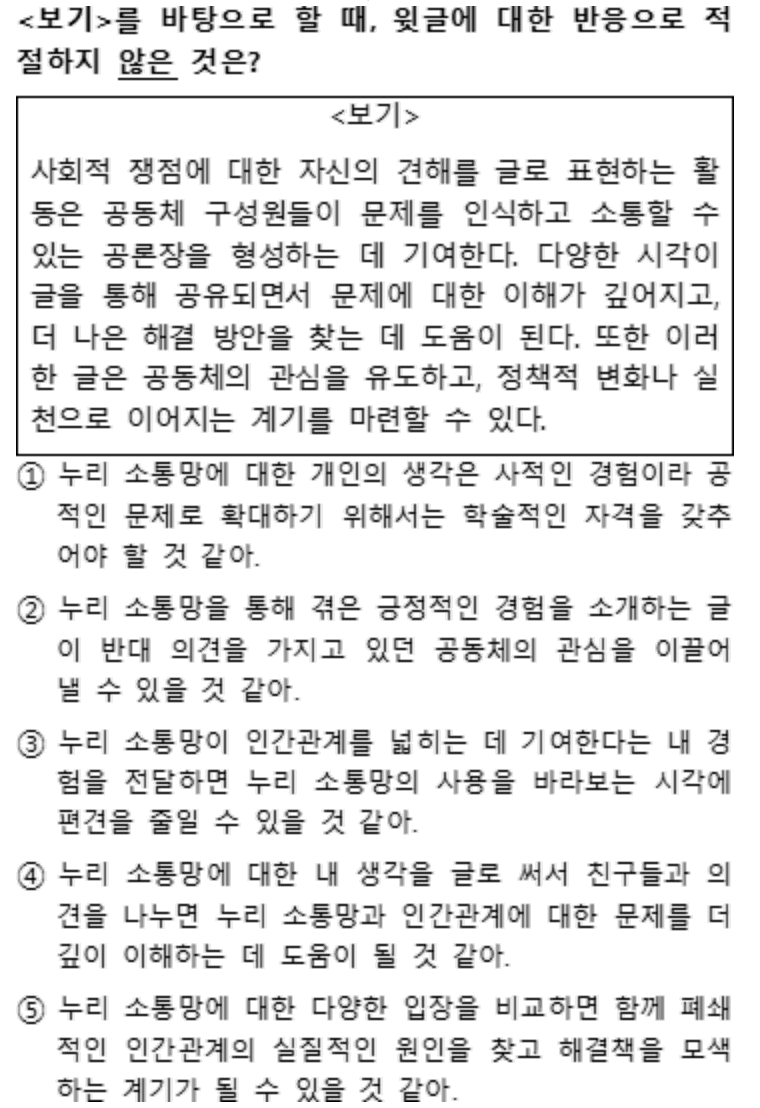 <보기>를 바탕으로 할 때, 윗글에 대한 반응으로 적
절하지 않은 것은?
<보기>
사회적 쟁점에 대한 자신의 견해를 글로 표현하는 활
동은 공동체 구성원들이 문제를 인식하고 소통할 수
있는 공론장을 형성하는 데 기여한다. 다양한 시각이
글을 통해 공유되면서 문제에 대한 이해가 깊어지고,
더 나은 해결 방안을 찾는 데 도움이 된다. 또한 이러
한 글은 공동체의 관심을 유도하고, 정책적 변화나 실
천으로 이어지는 계기를 마련할 수 있다.
① 누리 소통망에 대한 개인의 생각은 사적인 경험이라 공
적인 문제로 확대하기 위해서는 학술적인 자격을 갖추
어야 할 것 같아.
② 누리 소통망을 통해 겪은 긍정적인 경험을 소개하는 글
이 반대 의견을 가지고 있던 공동체의 관심을 이끌어
낼 수 있을 것 같아.
③ 누리 소통망이 인간관계를 넓히는 데 기여한다는 내 경
험을 전달하면 누리 소통망의 사용을 바라보는 시각에
편견을 줄일 수 있을 것 같아.
④ 누리 소통망에 대한 내 생각을 글로 써서 친구들과 의
견을 나누면 누리 소통망과 인간관계에 대한 문제를 더
깊이 이해하는 데 도움이 될 것 같아.
⑤ 누리 소통망에 대한 다양한 입장을 비교하면 함께 폐쇄
적인 인간관계의 실질적인 원인을 찾고 해결책을 모색
하는 계기가 될 수 있을 것 같아.